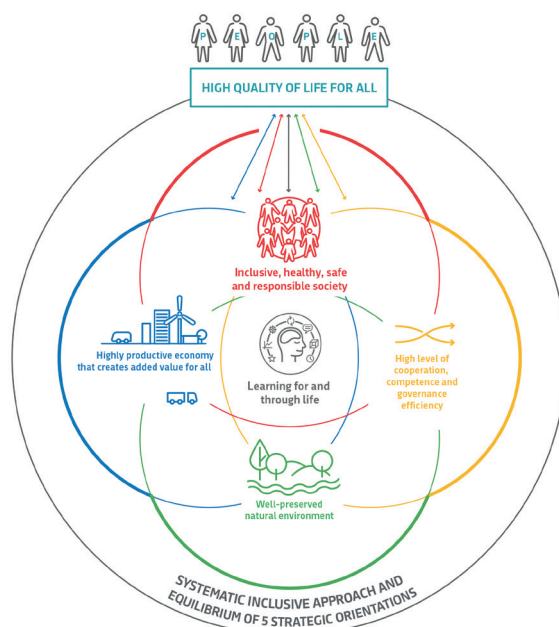 PEOPLE
HIGH QUALITY OF LIFE FOR ALL
Inclusive, healthy, safe
and responsible society
Highly productive economy
that creates added value for all
Learning for and
through life
High level of
cooperation,
competence and
governance
efficiency
Well-preserved
natural environment
SYSTEMATIC INCLUSIVE APPROACH AND
EQUILIBRIUM OF 5 STRATEGIC ORIENTATIONS